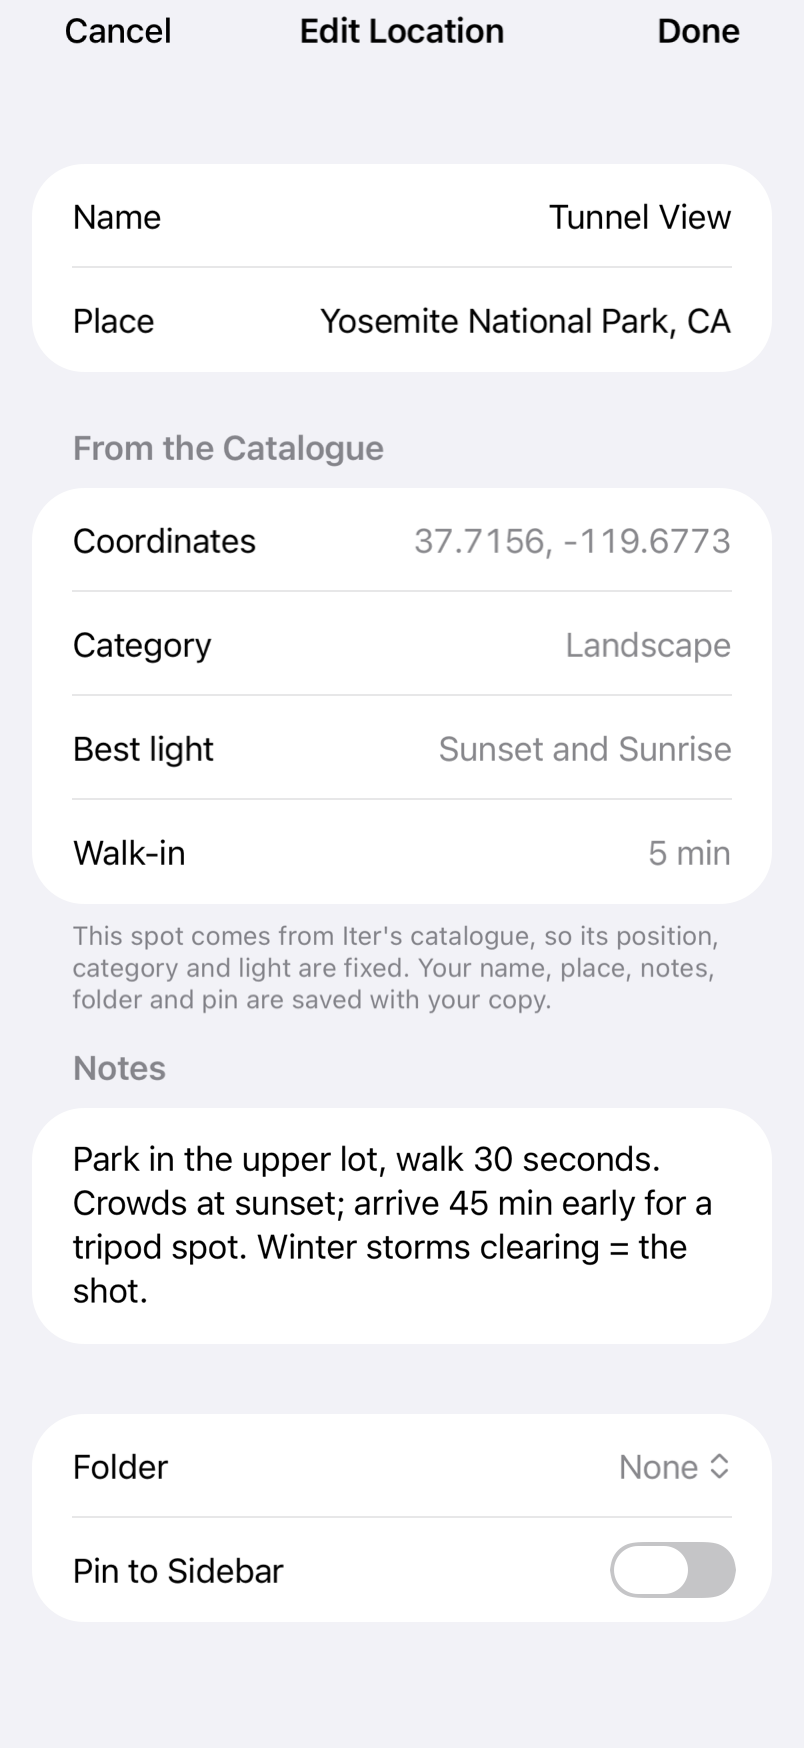 Cancel Edit Location Done
Name Tunnel View
Place Yosemite National Park, CA
From the Catalogue
Coordinates 37.7156, -119.6773
Category Landscape
Best light Sunset and Sunrise
Walk-in 5 min
This spot comes from Iter's catalogue, so its position,
category and light are fixed. Your name, place, notes,
folder and pin are saved with your copy.
Notes
Park in the upper lot, walk 30 seconds.
Crowds at sunset; arrive 45 min early for a
tripod spot. Winter storms clearing = the
shot.
Folder None
Pin to Sidebar